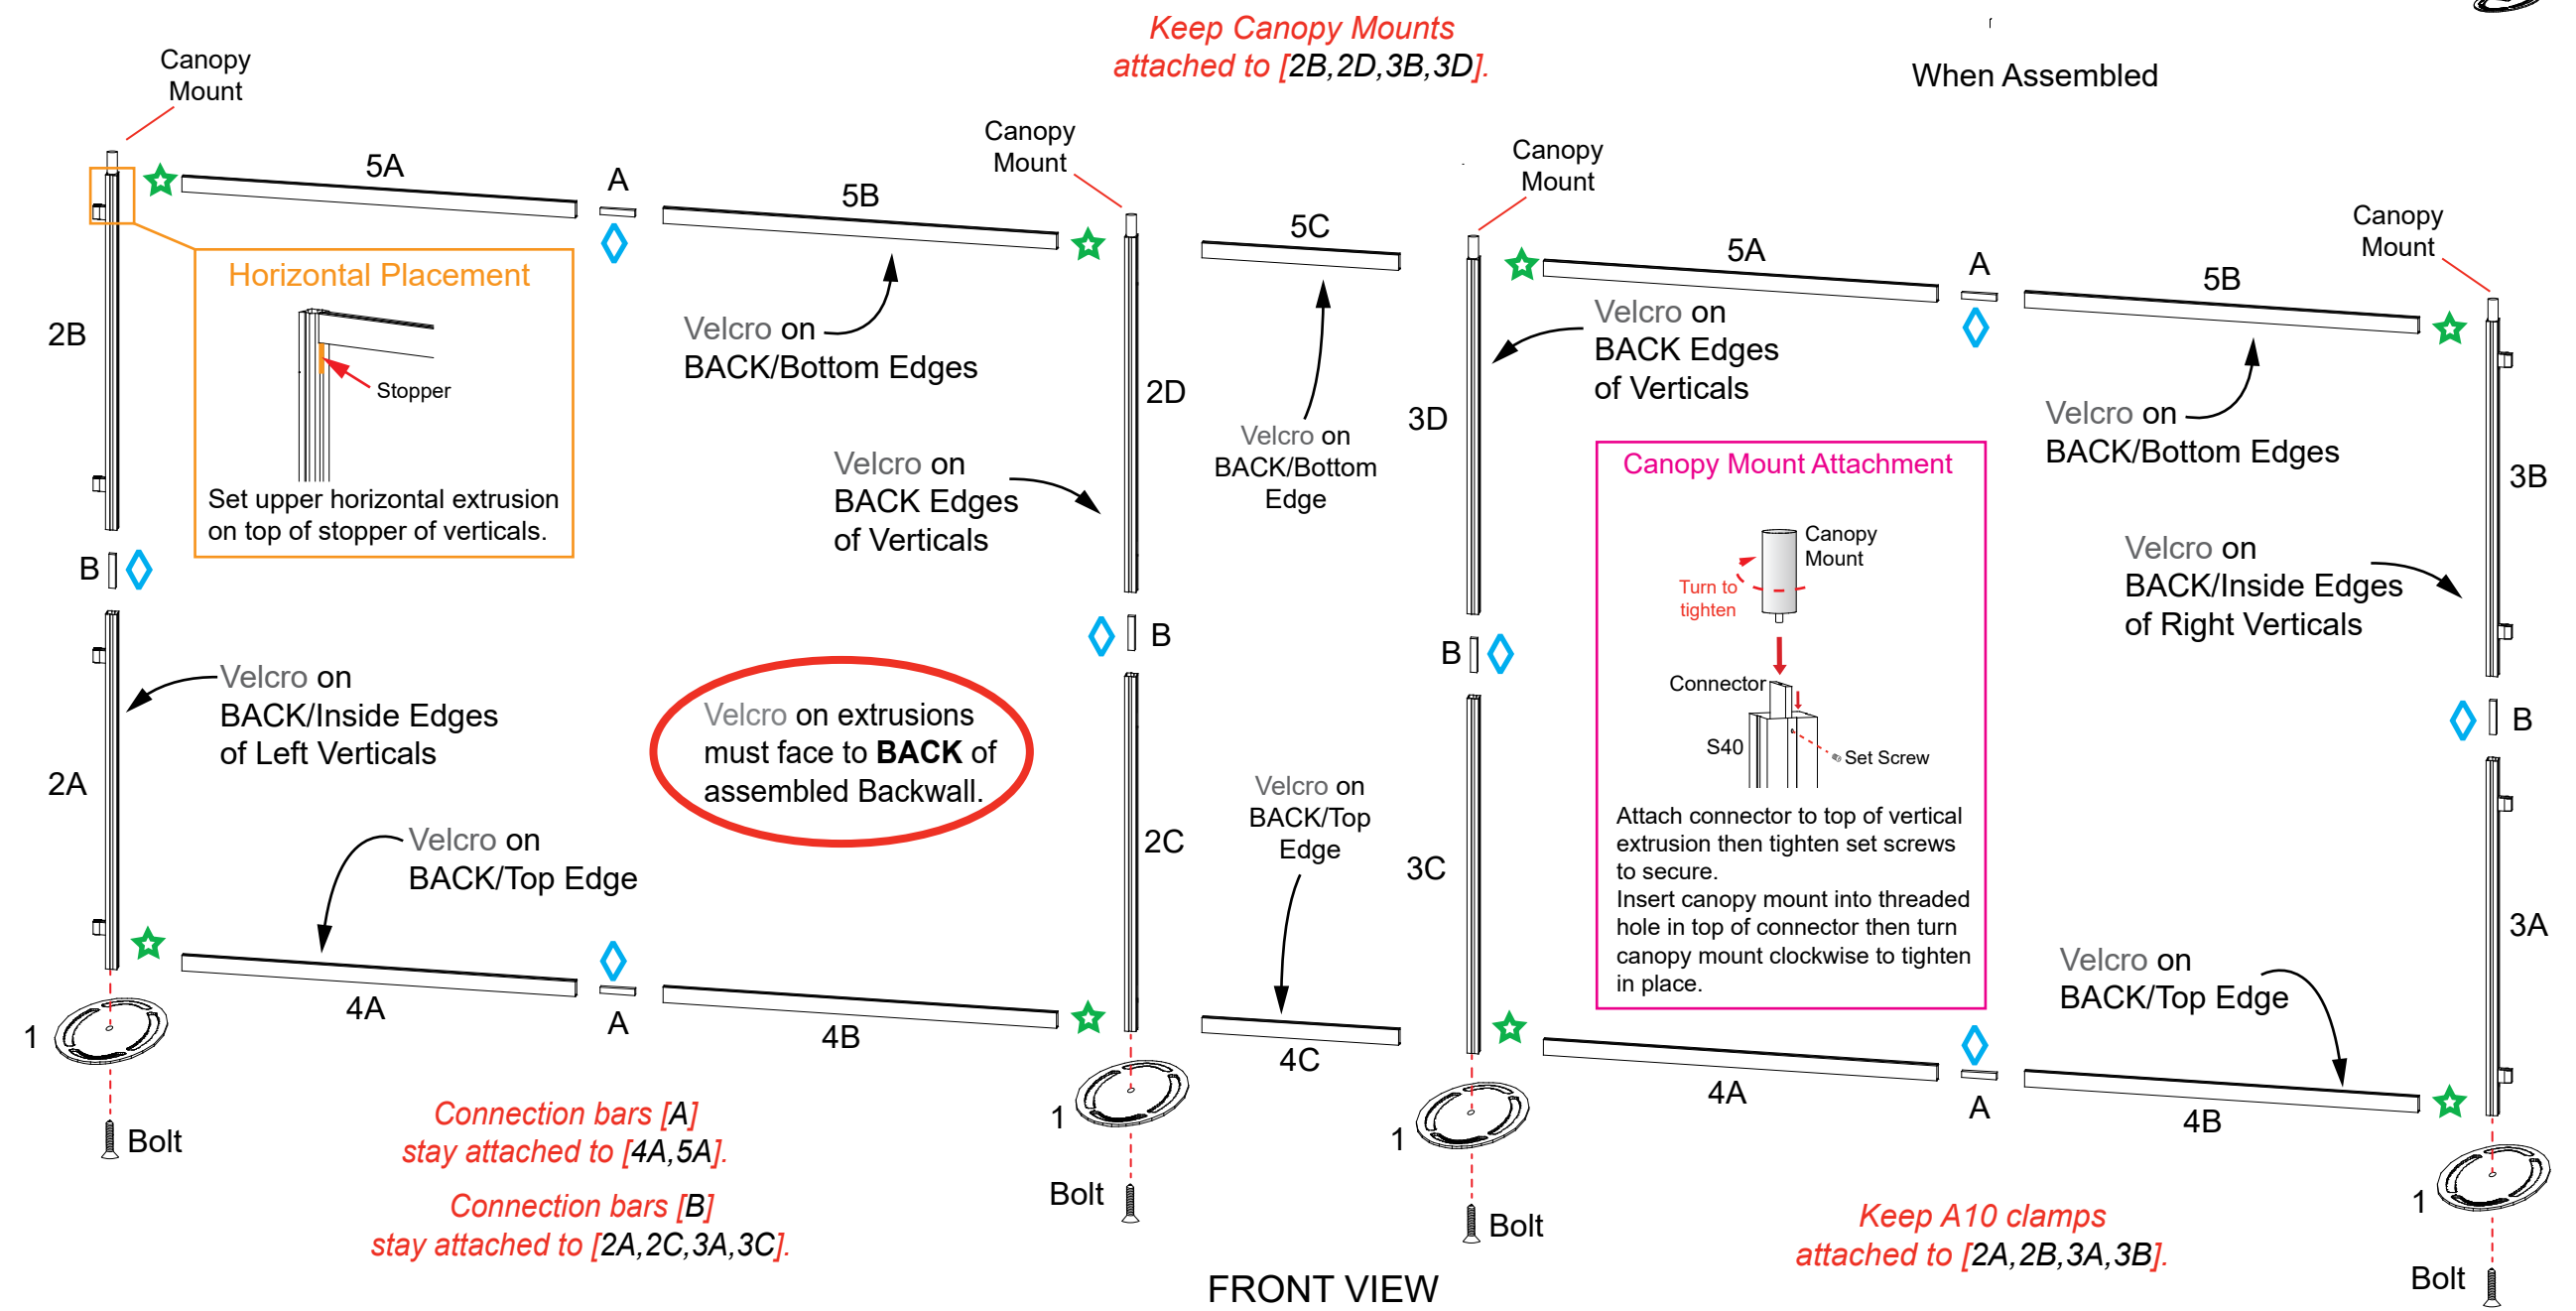 Keep Canopy Mounts
attached to [2B,2D,3B,3D].
When Assembled
Canopy
Mount
Canopy
Mount
Canopy
Mount
Canopy
Mount
5A
A
5B
5C
5A
A
5B
2B
Horizontal Placement
Stopper
Set upper horizontal extrusion
on top of stopper of verticals.
Velcro on
BACK/Bottom Edges
2D
Velcro on
BACK Edges
of Verticals
Velcro on
BACK/Bottom
Edge
3D
Velcro on
BACK Edges
of Verticals
Velcro on
BACK/Bottom Edges
3B
Velcro on
BACK/Inside Edges
of Right Verticals
Canopy Mount Attachment
Canopy
Mount
Turn to
tighten
Connector
S40
Set Screw
Attach connector to top of vertical
extrusion then tighten set screws
to secure.
Insert canopy mount into threaded
hole in top of connector then turn
canopy mount clockwise to tighten
in place.
B
B
B
B
Velcro on
BACK/Inside Edges
of Left Verticals
2A
Velcro on extrusions
must face to BACK of
assembled Backwall.
2C
Velcro on
BACK/Top
Edge
3C
3A
Velcro on
BACK/Top Edge
Velcro on
BACK/Top Edge
4A
A
4B
4C
4A
A
4B
1
1
1
1
Bolt
Bolt
Bolt
Bolt
Connection bars [A]
stay attached to [4A,5A].
Connection bars [B]
stay attached to [2A,2C,3A,3C].
Keep A10 clamps
attached to [2A,2B,3A,3B].
FRONT VIEW